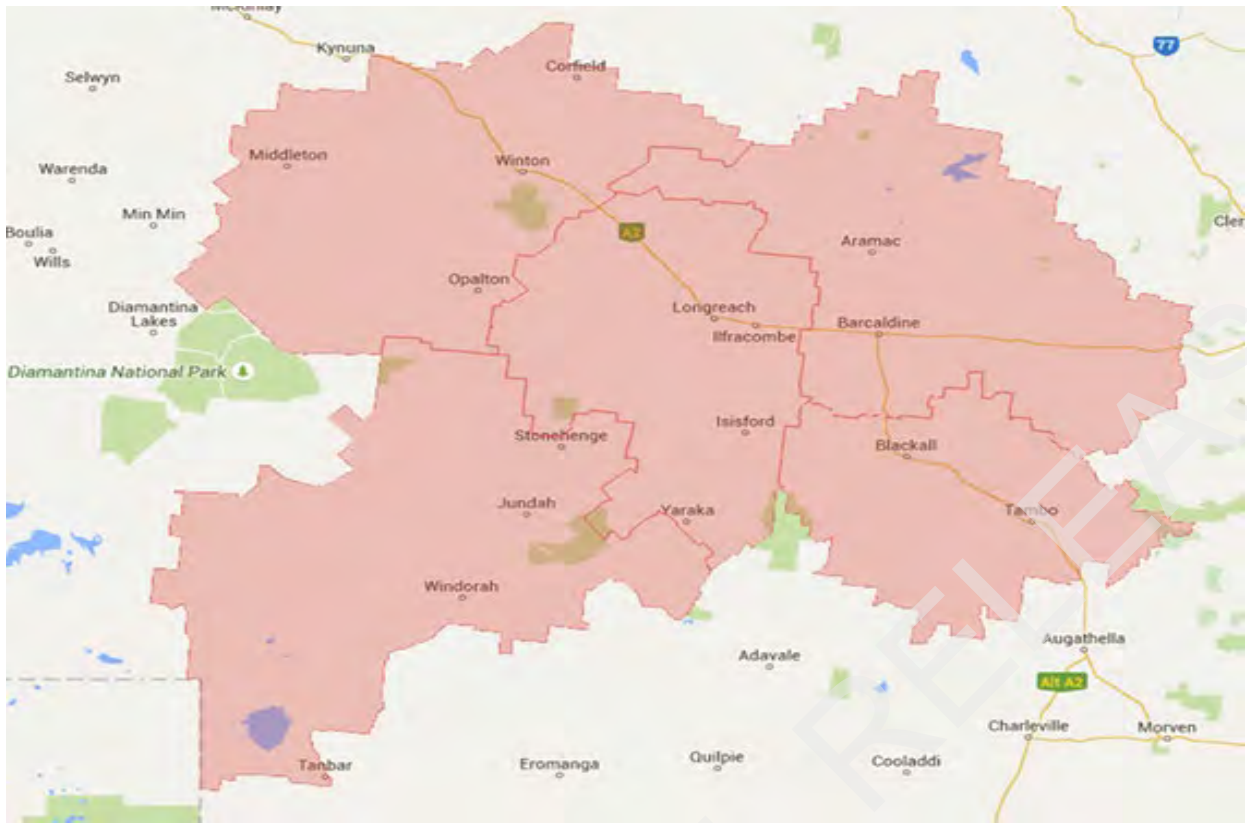 McKinlay
Kynuna
Corfield
77
Selwyn
Middleton
Winton
Warenda
Min Min
Boulia
Wills
A2
Aramac
Opalton
Diamantina
Lakes
Longreach
Ilfracombe
Barcaldine
Diamantina National Park
Isisford
Stonehenge
Blackall
Jundah
Yaraka
Tambo
Windorah
Augathella
Adavale
Alt A2
Charleville
Morven
Tanbar
Eromanga
Quilpie
Cooladdi